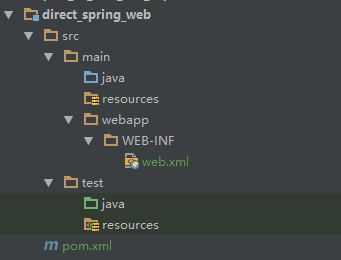 direct_spring_web
src
main
java
resources
webapp
WEB-INF
web.xml
test
java
resources
pom.xml